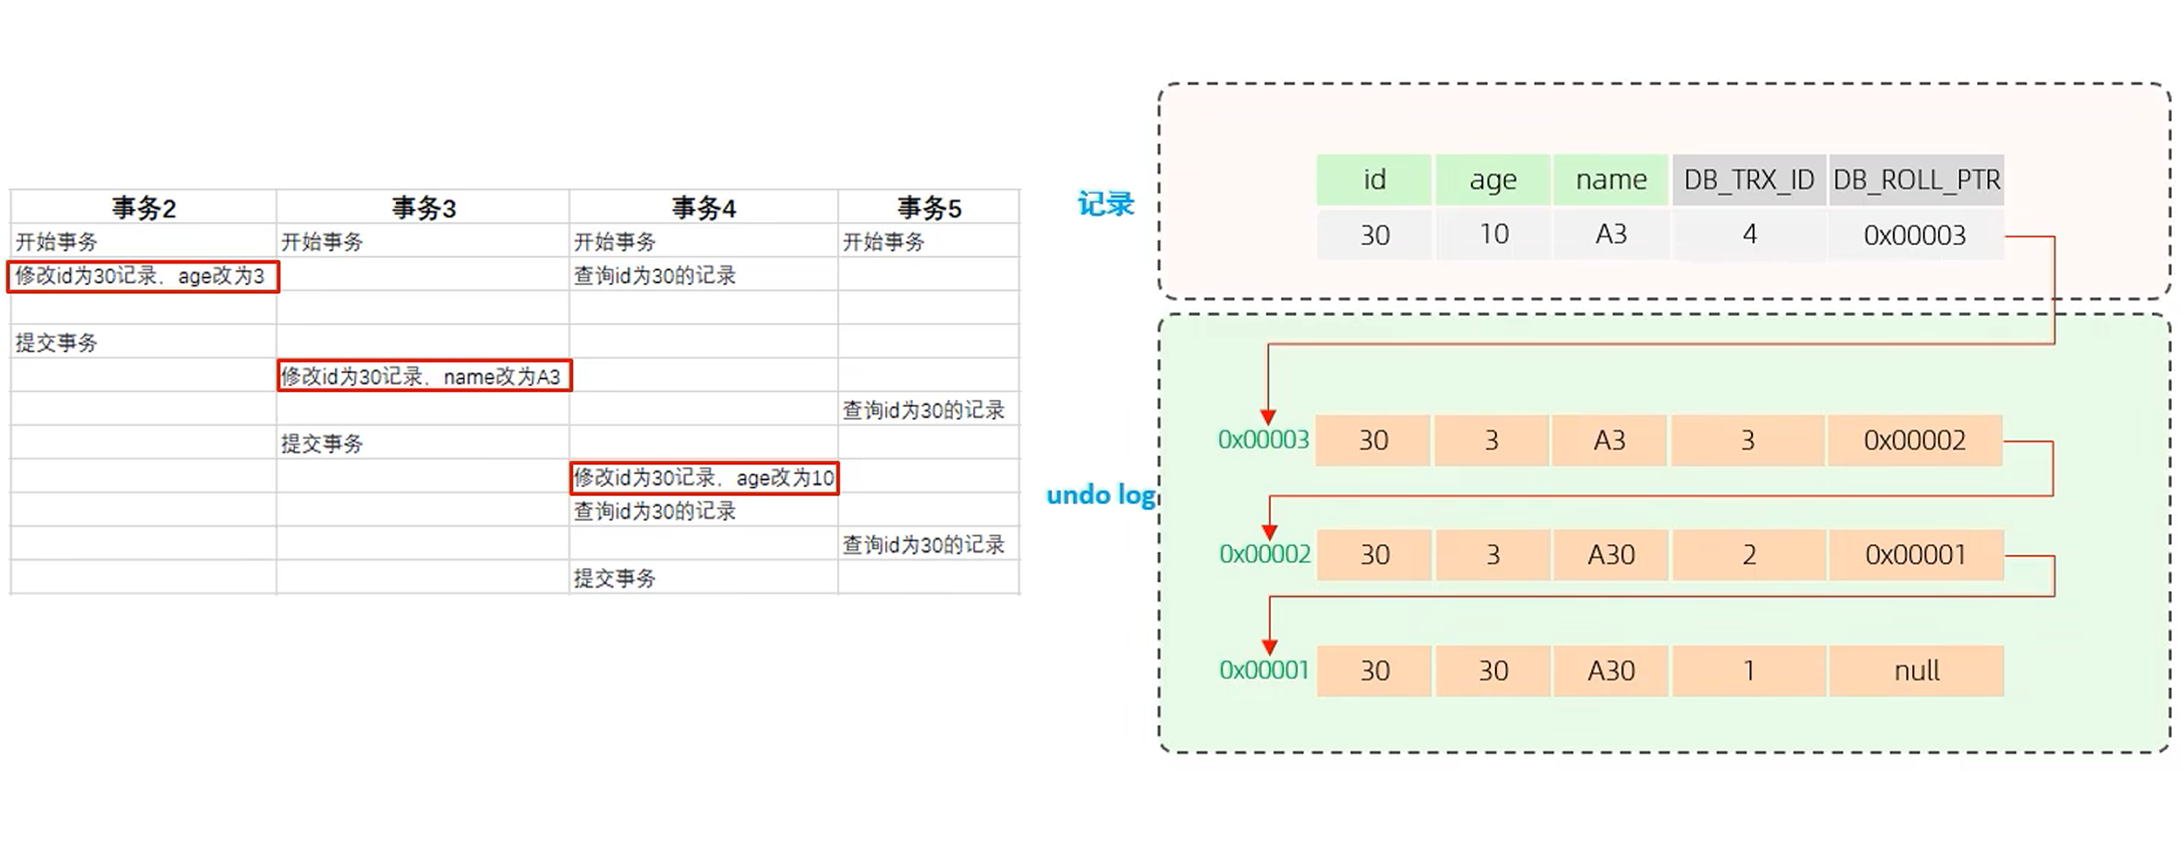 事务2 事务3 事务4 事务5
开始事务 开始事务 开始事务 开始事务
修改id为30记录，age改为3 查询id为30的记录
提交事务
修改id为30记录，name改为A3
查询id为30的记录
提交事务
修改id为30记录，age改为10
查询id为30的记录
查询id为30的记录
提交事务
记录
id age name DB_TRX_ID DB_ROLL_PTR
30 10 A3 4 0x00003
undo log
0x00003 30 3 A3 3 0x00002
0x00002 30 3 A30 2 0x00001
0x00001 30 30 A30 1 null